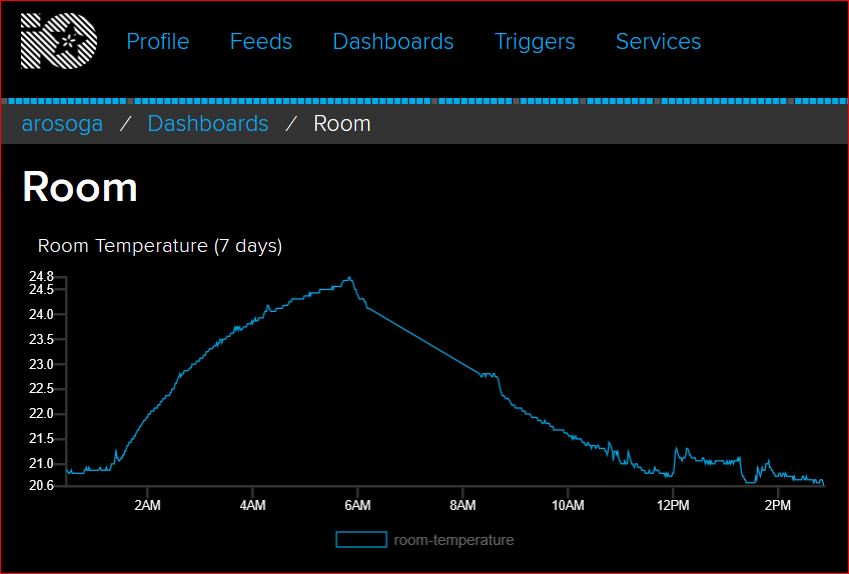 io
Profile Feeds Dashboards Triggers Services
arosoga / Dashboards / Room
Room
Room Temperature (7 days)
24.8
24.5
24.0
23.5
23.0
22.5
22.0
21.5
21.0
20.6
2AM 4AM 6AM 8AM 10AM 12PM 2PM
room-temperature